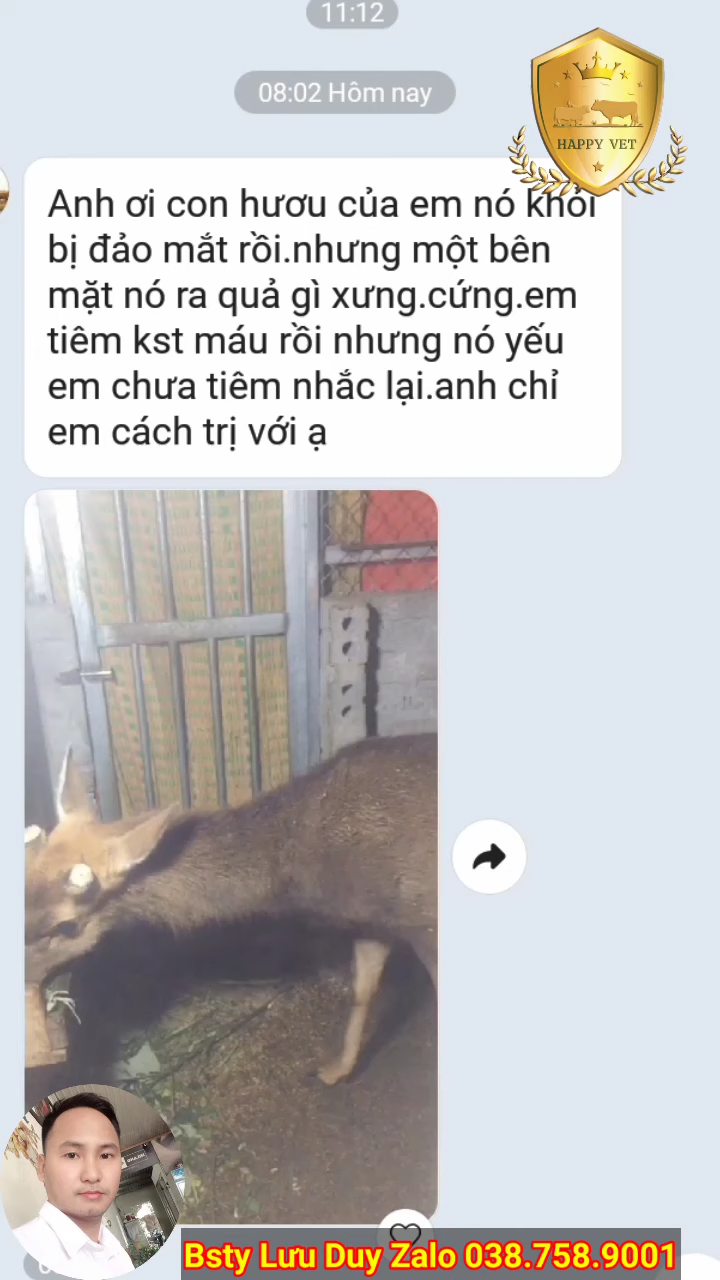 11:12
08:02 Hôm nay
HAPPY VET
Anh ơi con hươu của em nó khỏi
bị đảo mắt rồi.nhưng một bên
mặt nó ra quả gì xưng.cứng.em
tiêm kst máu rồi nhưng nó yếu
em chưa tiêm nhắc lại.anh chỉ
em cách trị với ạ
Bsty Lưu Duy Zalo 038.758.9001